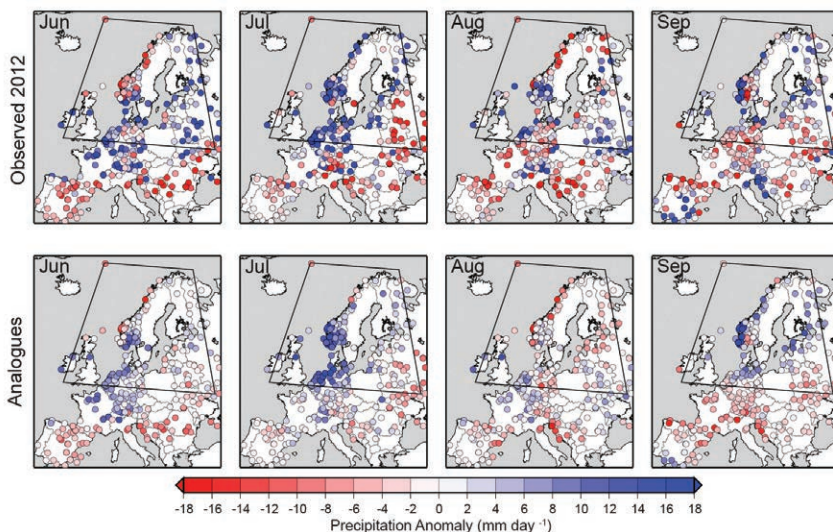 Jun Jul Aug Sep
Observed 2012
Jun Jul Aug Sep
Analogues
-18 -16 -14 -12 -10 -8 -6 -4 -2 0 2 4 6 8 10 12 14 16 18
Precipitation Anomaly (mm day -1)